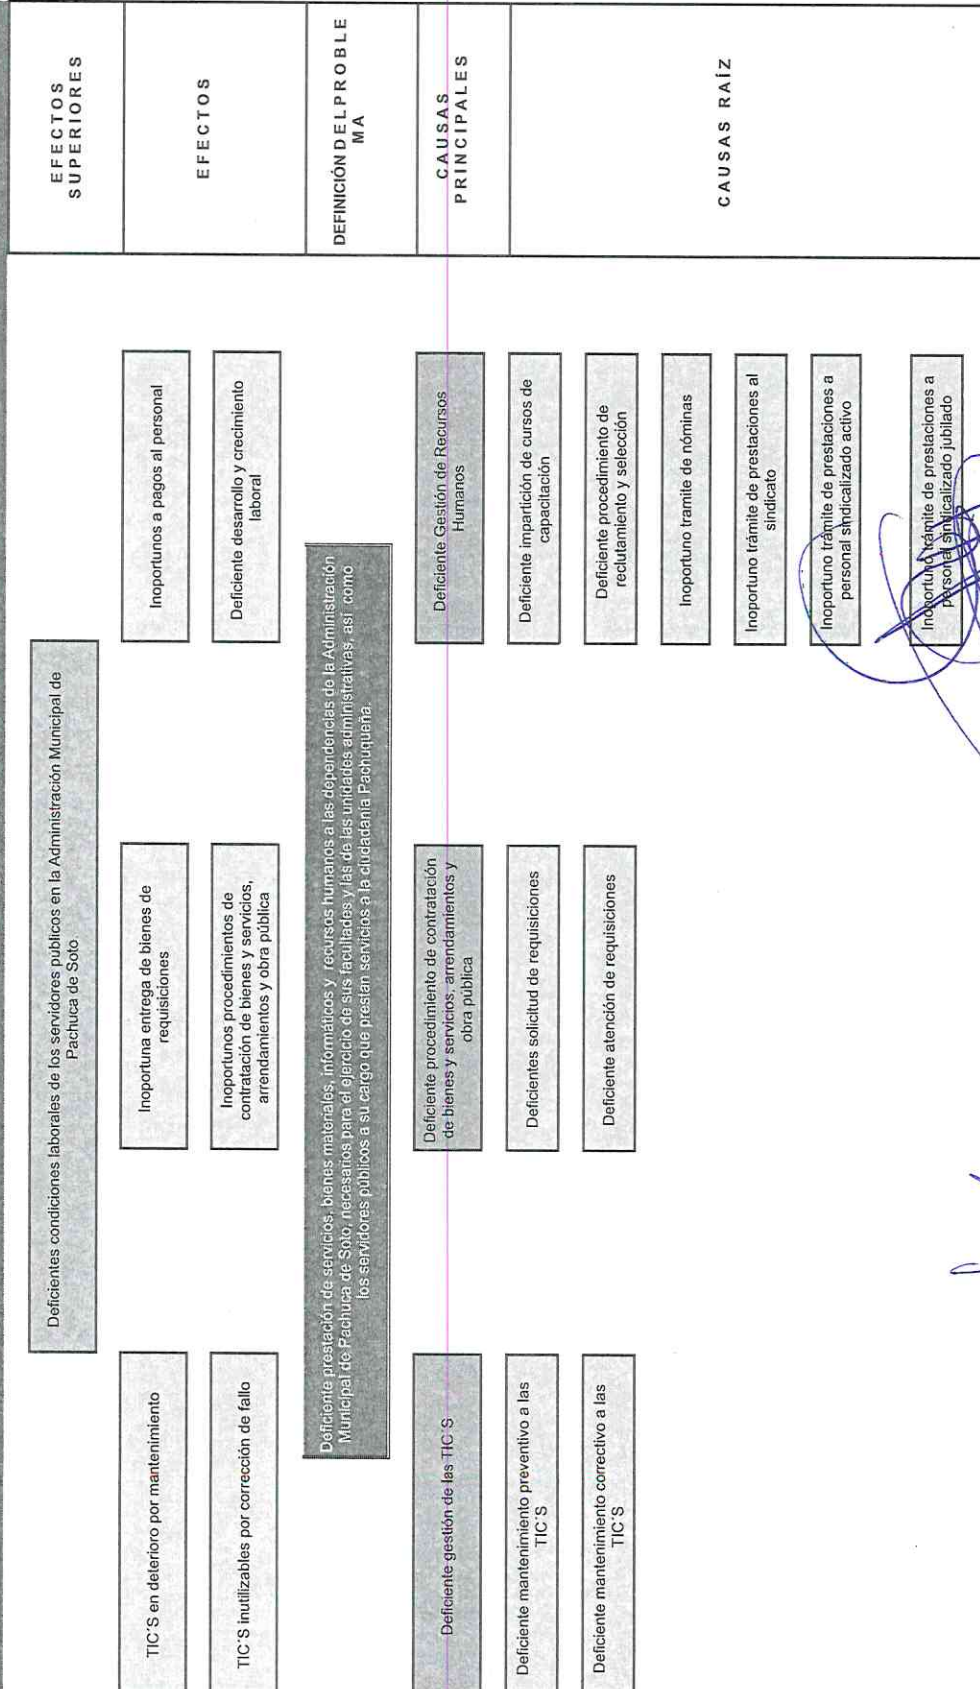 Deficientes condiciones laborales de los servidores públicos en la Administración Municipal de
Pachuca de Soto.
EFECTOS
SUPERIORES
TIC'S en deterioro por mantenimiento
Inoportuna entrega de bienes de
requisiciones
Inoportunos a pagos al personal
TIC'S inutilizables por corrección de fallo
Inoportunos procedimientos de
contratación de bienes y servicios,
arrendamientos y obra pública
Deficiente desarrollo y crecimiento
laboral
EFECTOS
Deficiente prestación de servicios, bienes materiales, informáticos y recursos humanos a las dependencias de la Administración
Municipal de Pachuca de Soto, necesarios para el ejercicio de sus facultades y las de las unidades administrativas, así como
los servidores públicos a su cargo que prestan servicios a la ciudadanía Pachuqueña.
DEFINICIÓN DEL PROBLE
MA
Deficiente gestión de las TIC'S
Deficiente procedimiento de contratación
de bienes y servicios, arrendamientos y
obra pública
Deficiente Gestión de Recursos
Humanos
CAUSAS
PRINCIPALES
Deficiente mantenimiento preventivo a las
TIC'S
Deficientes solicitud de requisiciones
Deficiente impartición de cursos de
capacitación
Deficiente mantenimiento correctivo a las
TIC'S
Deficiente atención de requisiciones
Deficiente procedimiento de
reclutamiento y selección
Inoportuno tramite de nóminas
Inoportuno trámite de prestaciones al
sindicato
Inoportuno trámite de prestaciones a
personal sindicalizado activo
Inoportuno trámite de prestaciones a
personal sindicalizado jubilado
CAUSAS RAÍZ